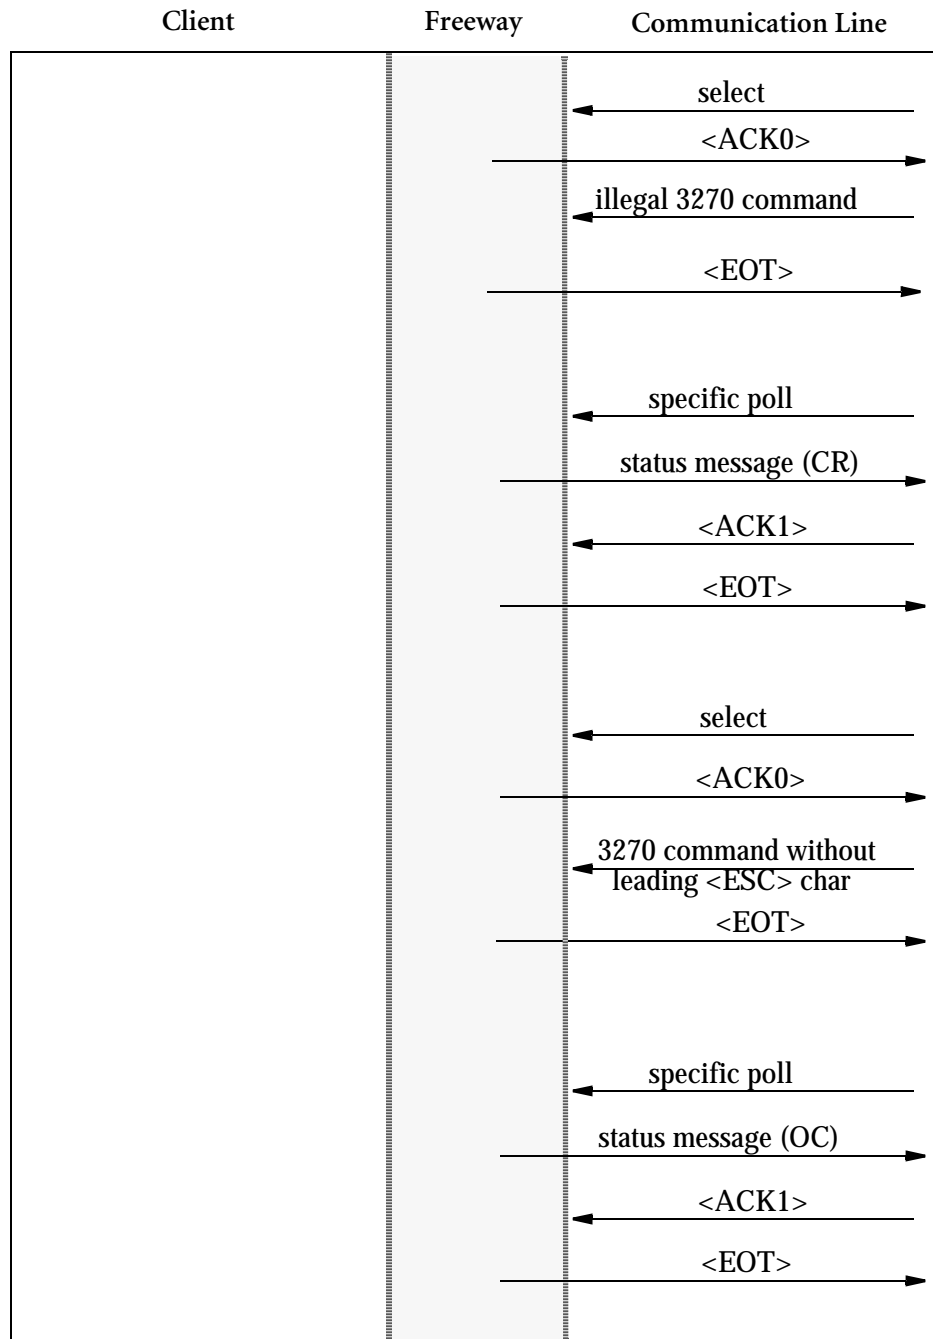 Client Freeway Communication Line
select
<ACK0>
illegal 3270 command
<EOT>
specific poll
status message (CR)
<ACK1>
<EOT>
select
<ACK0>
3270 command without
leading <ESC> char
<EOT>
specific poll
status message (OC)
<ACK1>
<EOT>